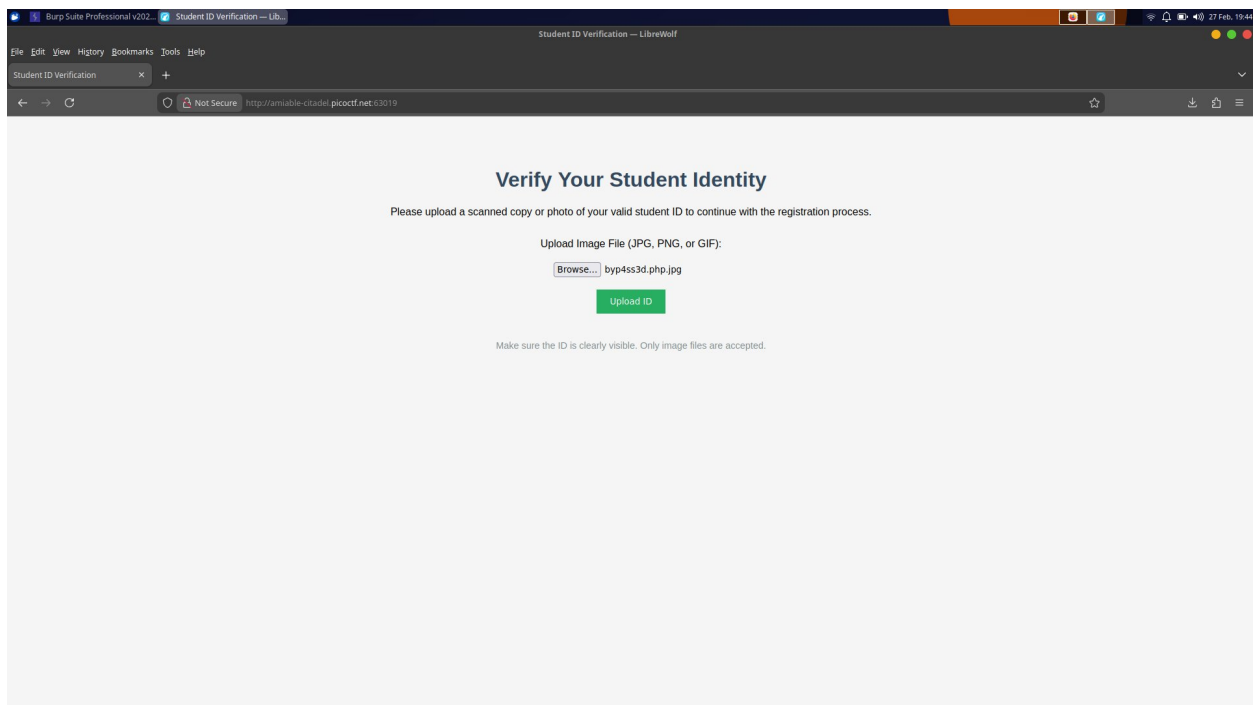 Burp Suite Professional v202...
Student ID Verification — Lib...
27 Feb. 19:44
Student ID Verification — LibreWolf
File Edit View History Bookmarks Tools Help
Student ID Verification
Not Secure http://amiable-citadel.picoctf.net:63019
Verify Your Student Identity
Please upload a scanned copy or photo of your valid student ID to continue with the registration process.
Upload Image File (JPG, PNG, or GIF):
Browse... byp4ss3d.php.jpg
Upload ID
Make sure the ID is clearly visible. Only image files are accepted.